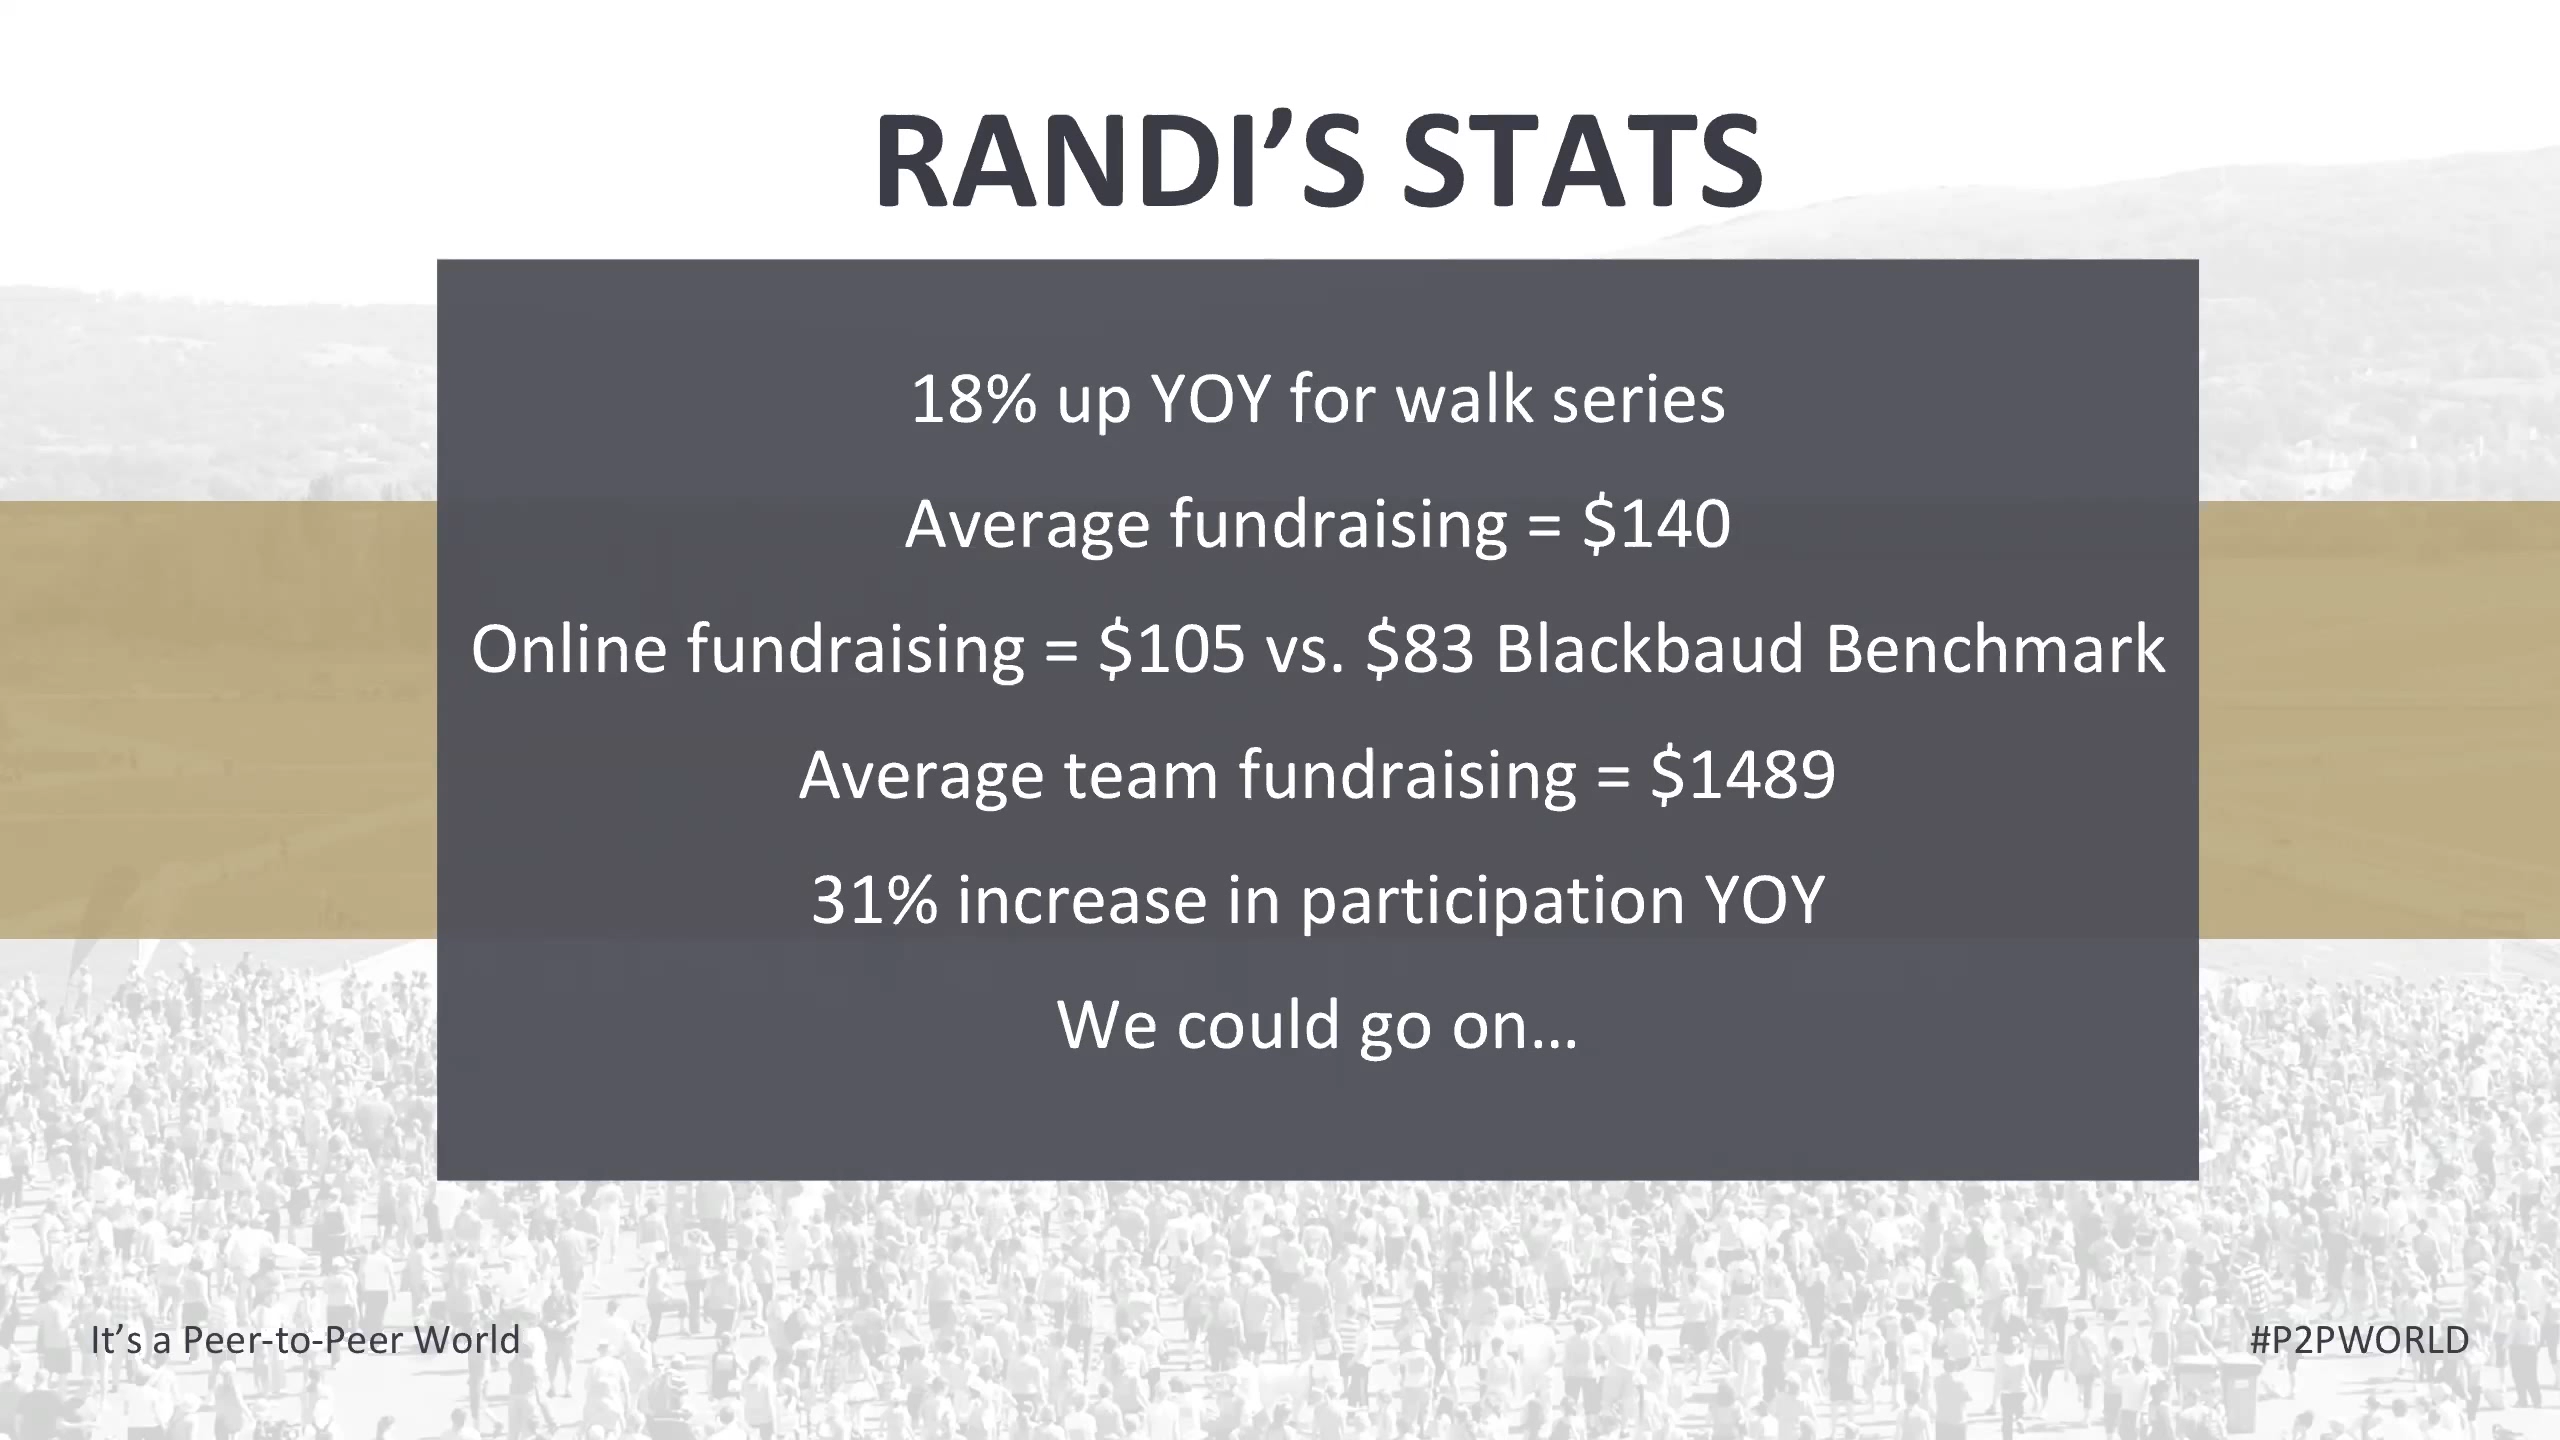 RANDI’S STATS
18% up YOY for walk series
Average fundraising = $140
Online fundraising = $105 vs. $83 Blackbaud Benchmark
Average team fundraising = $1489
31% increase in participation YOY
We could go on…
It’s a Peer-to-Peer World
#P2PWORLD